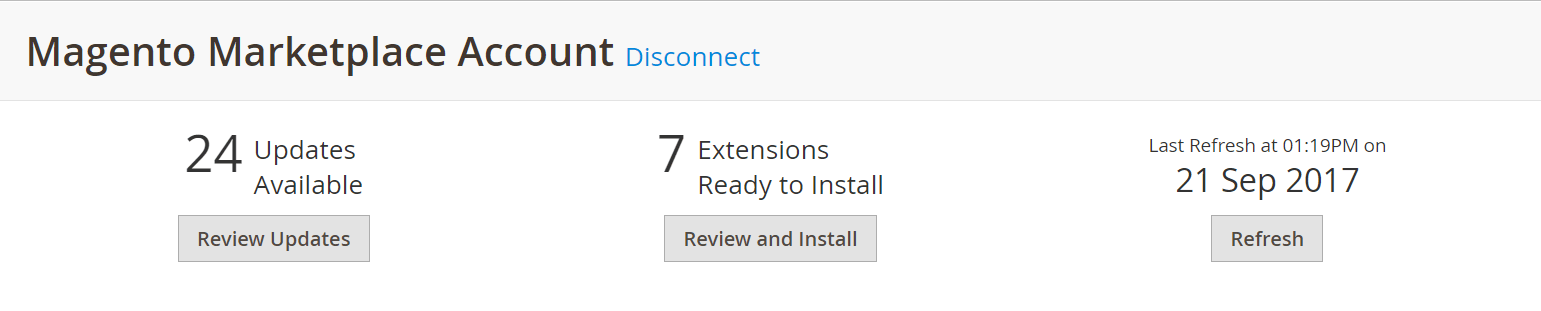 Magento Marketplace Account Disconnect
24 Updates
Available
Review Updates
7 Extensions
Ready to Install
Review and Install
Last Refresh at 01:19PM on
21 Sep 2017
Refresh